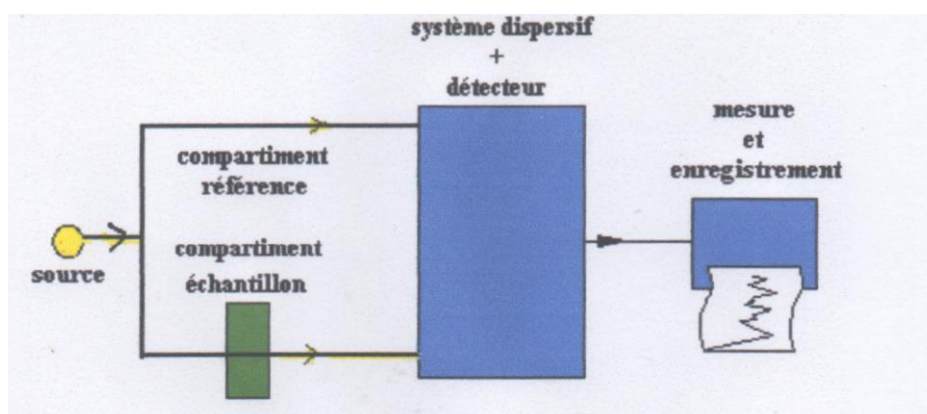 système dispersif
+
détecteur
mesure
et
enregistrement
compartiment
référence
source
compartiment
échantillon